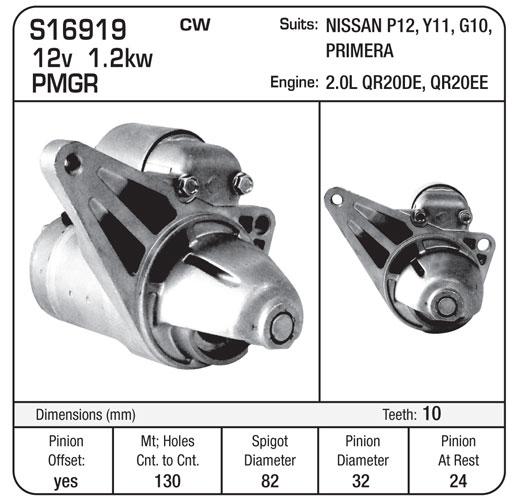 S16919 CW
12v 1.2kw
PMGR
Suits: NISSAN P12, Y11, G10,
PRIMERA
Engine: 2.0L QR20DE, QR20EE
Dimensions (mm) Teeth: 10
Pinion Offset: yes
Mt; Holes Cnt. to Cnt. 130
Spigot Diameter 82
Pinion Diameter 32
Pinion At Rest 24